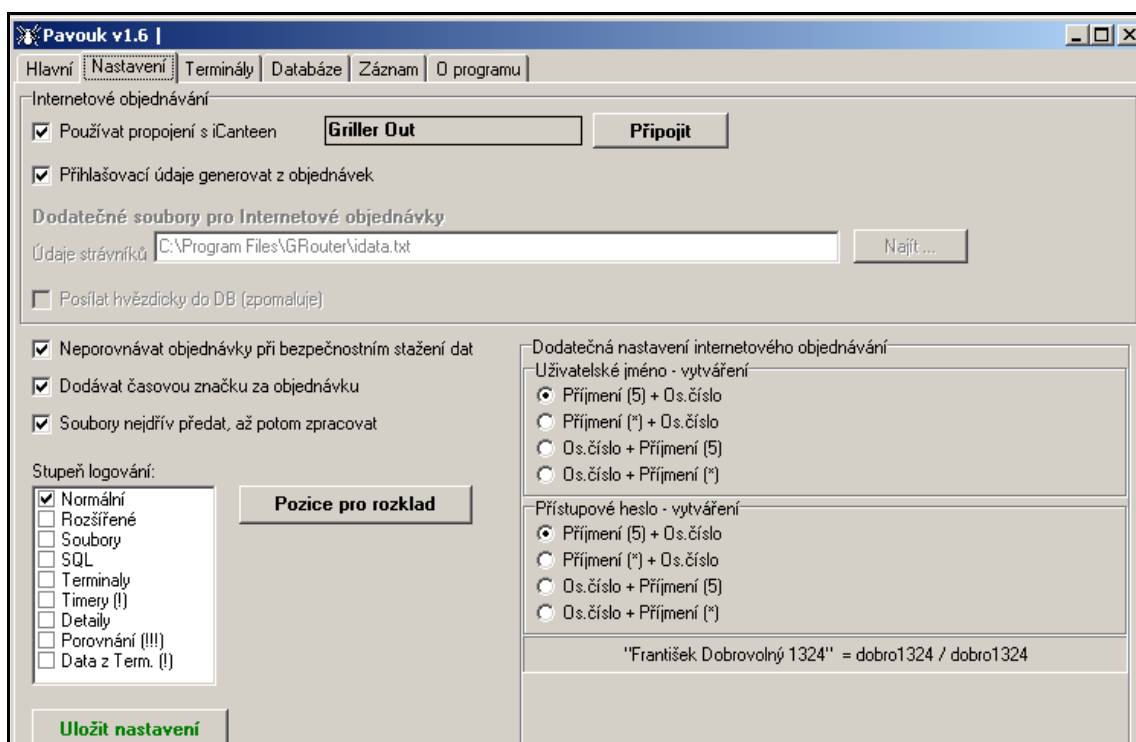 Pavouk v1.6 |
Hlavní Nastavení Terminály Databáze Záznam O programu
Internetové objednávání
Používat propojení s iCanteen Griller Out Připojit
Přihlašovací údaje generovat z objednávek
Dodatečné soubory pro Internetové objednávky
Údaje strávníků C:\Program Files\GRouter\idata.txt Najít ...
Posílat hvězdicky do DB (zpomaluje)
Neporovnávat objednávky při bezpečnostním stažení dat
Dodávat časovou značku za objednávku
Soubory nejdřív předat, až potom zpracovat
Stupeň logování:
Normální
Rozšířené
Soubory
SQL
Terminaly
Timery (!)
Detaily
Porovnání (!!!)
Data z Term. (!)
Pozice pro rozklad
Uložit nastavení
Dodatečná nastavení internetového objednávání
Uživatelské jméno - vytváření
Příjmení (5) + Os.číslo
Příjmení (*) + Os.číslo
Os.číslo + Příjmení (5)
Os.číslo + Příjmení (*)
Přístupové heslo - vytváření
Příjmení (5) + Os.číslo
Příjmení (*) + Os.číslo
Os.číslo + Příjmení (5)
Os.číslo + Příjmení (*)
"František Dobrovolný 1324" = dobro1324 / dobro1324